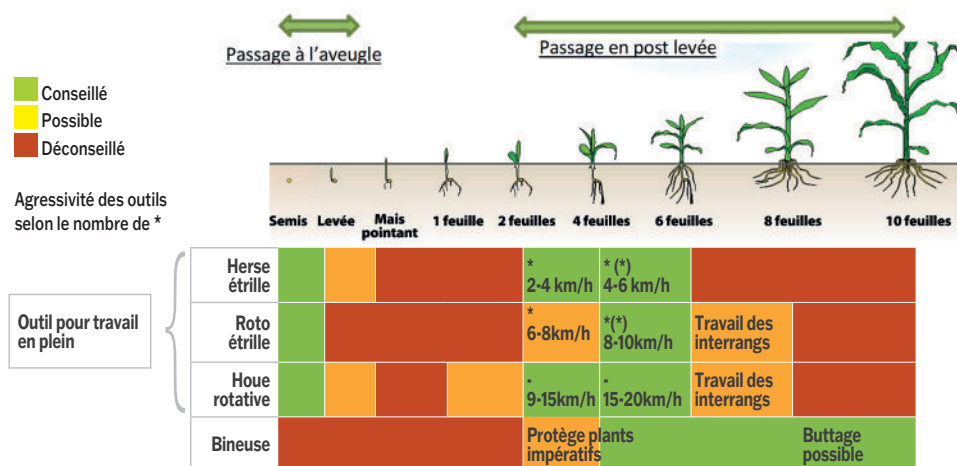 Passage à l'aveugle
Passage en post levée
Conseillé
Possible
Déconseillé
Agressivité des outils
selon le nombre de *
Semis
Levée
Mais
pointant
1 feuille
2 feuilles
4 feuilles
6 feuilles
8 feuilles
10 feuilles
Outil pour travail
en plein
Herse
étrille
*
2-4 km/h
* (*)
4-6 km/h
Roto
étrille
*
6-8km/h
*(*)
8-10km/h
Travail des
interrangs
Houe
rotative
-
9-15km/h
-
15-20km/h
Travail des
interrangs
Bineuse
Protège plants
impératifs
Buttage
possible